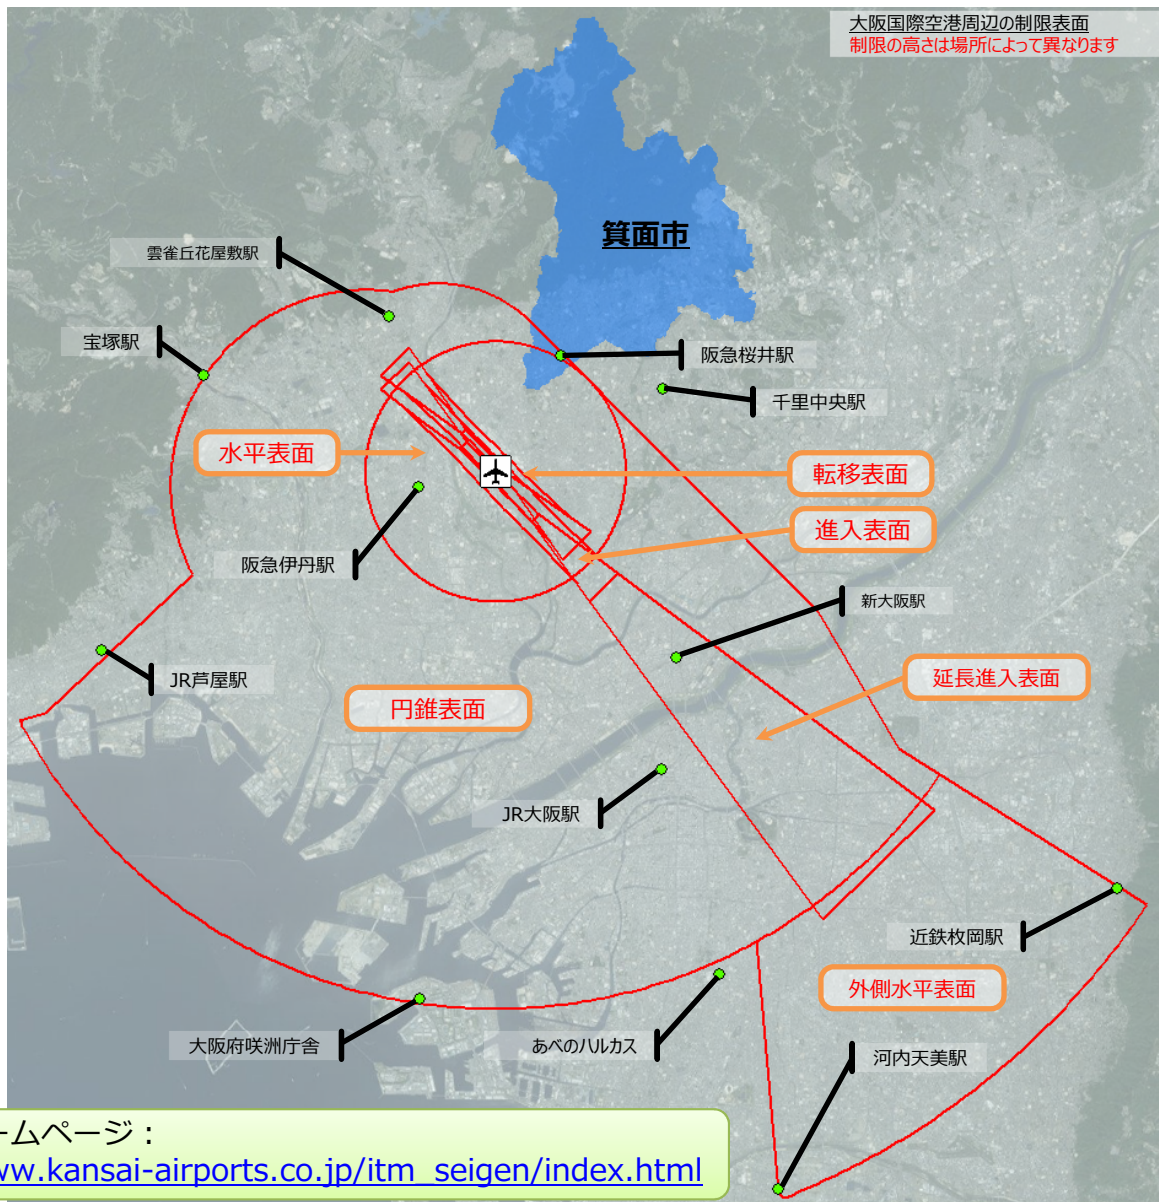 大阪国際空港周辺の制限表面
制限の高さは場所によって異なります
箕面市
雲雀丘花屋敷駅
宝塚駅
阪急桜井駅
千里中央駅
水平表面
転移表面
進入表面
阪急伊丹駅
新大阪駅
JR芦屋駅
延長進入表面
円錐表面
JR大阪駅
近鉄枚岡駅
外側水平表面
大阪府咲洲庁舎
あべのハルカス
河内天美駅
ームページ：
ww.kansai-airports.co.jp/itm_seigen/index.html